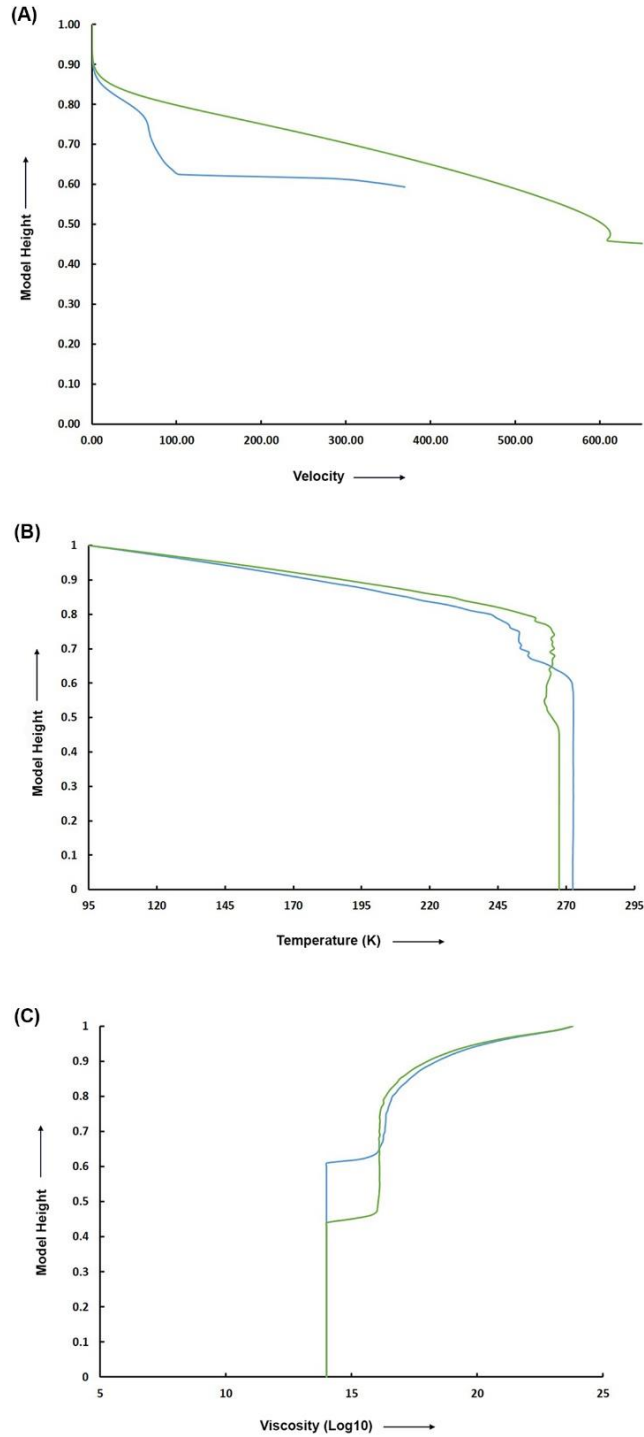 (A)
1.00
0.90
0.80
0.70
0.60
0.50
0.40
0.30
0.20
0.10
0.00
Model Height
0.00 100.00 200.00 300.00 400.00 500.00 600.00
Velocity
(B)
1
0.9
0.8
0.7
0.6
0.5
0.4
0.3
0.2
0.1
0
Model Height
95 120 145 170 195 220 245 270 295
Temperature (K)
(C)
1
0.9
0.8
0.7
0.6
0.5
0.4
0.3
0.2
0.1
0
Model Height
5 10 15 20 25
Viscosity (Log10)